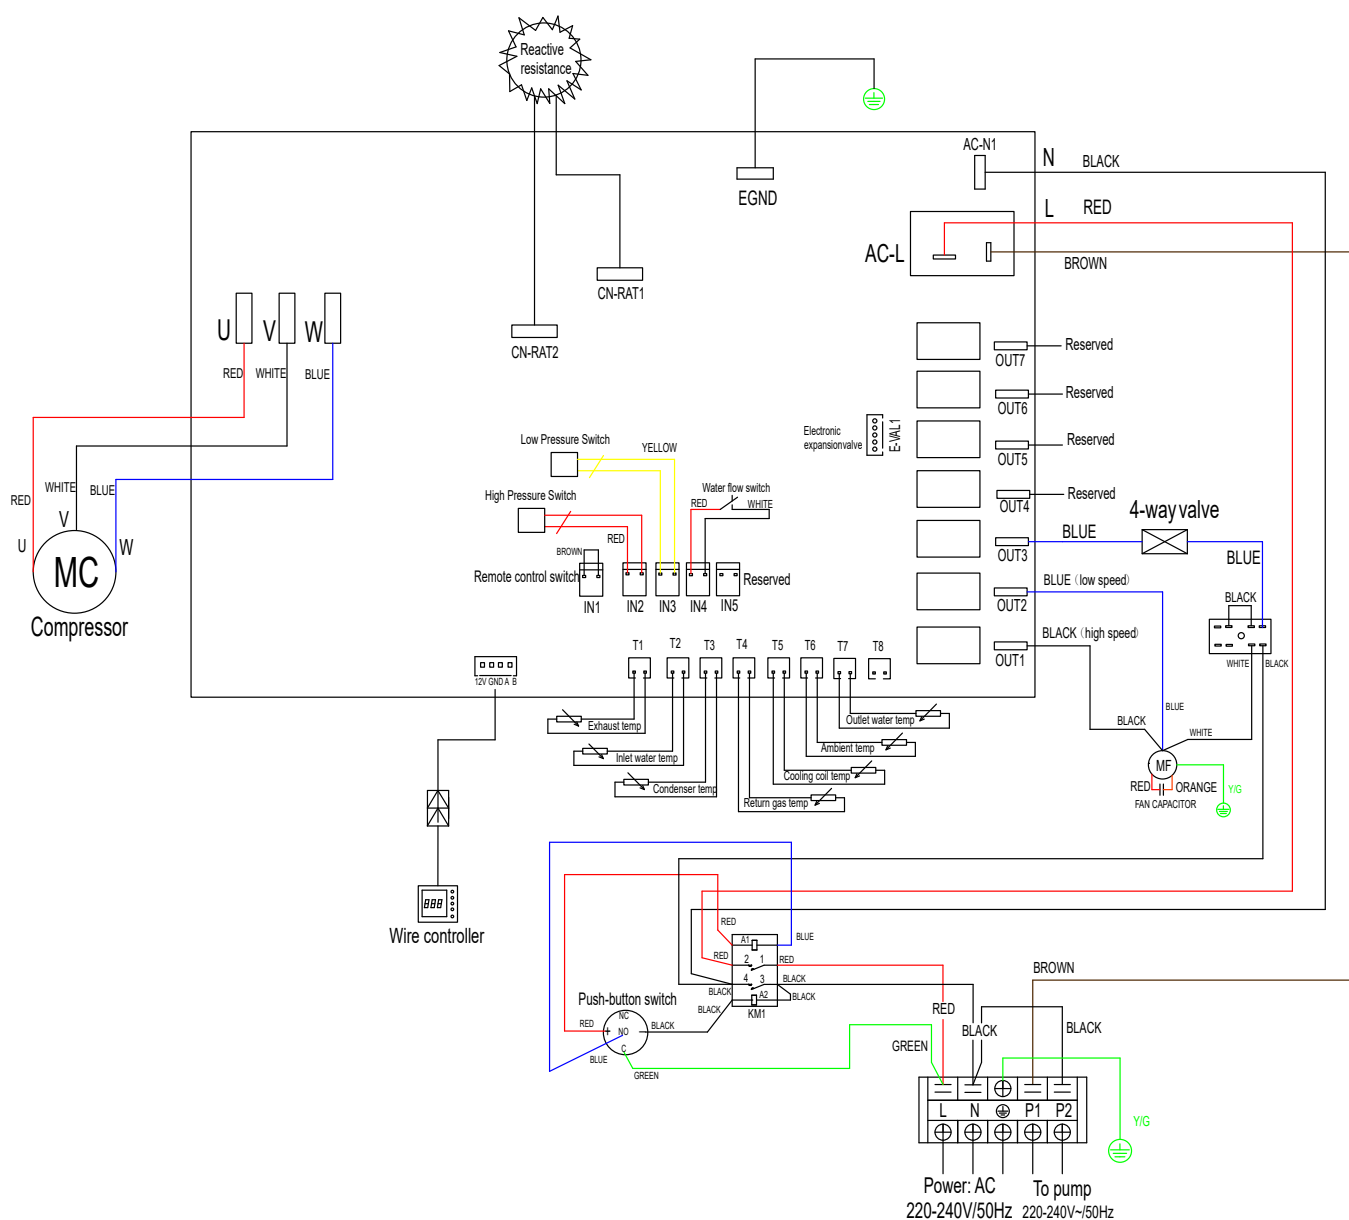 Reactive
resistance
AC-N1
N
BLACK
EGND
L
RED
AC-L
BROWN
CN-RAT1
CN-RAT2
U
V
W
RED
WHITE
BLUE
OUT7
Reserved
OUT6
Reserved
Electronic
expansionvalve
E-VAL1
OUT5
Reserved
OUT4
Reserved
Low Pressure Switch
YELLOW
High Pressure Switch
RED
Water flow switch
RED
WHITE
BROWN
Remote control switch
IN1
IN2
IN3
IN4
IN5
Reserved
RED
WHITE
BLUE
V
U
W
MC
Compressor
4-way valve
OUT3
BLUE
BLUE
OUT2
BLUE (low speed)
BLACK
OUT1
BLACK (high speed)
WHITE
BLACK
T1
T2
T3
T4
T5
T6
T7
T8
12V GND A B
Exhaust temp
Inlet water temp
Condenser temp
Return gas temp
Cooling coil temp
Ambient temp
Outlet water temp
BLUE
BLACK
WHITE
MF
RED
ORANGE
FAN CAPACITOR
Y/G
888
Wire controller
RED
A1
BLUE
RED
2
1
RED
4
3
BLACK
BLACK
A2
BLACK
KM1
BLACK
Push-button switch
NC
RED
+
NO
BLACK
C
BLUE
GREEN
BROWN
RED
BLACK
BLACK
GREEN
L
N
P1
P2
Y/G
Power: AC
220-240V/50Hz
To pump
220-240V~/50Hz